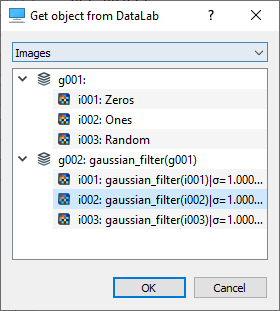 Get object from DataLab
Images
g001:
i001: Zeros
i002: Ones
i003: Random
g002: gaussian_filter(g001)
i001: gaussian_filter(i001)|σ=1.000...
i002: gaussian_filter(i002)|σ=1.000...
i003: gaussian_filter(i003)|σ=1.000...
OK
Cancel